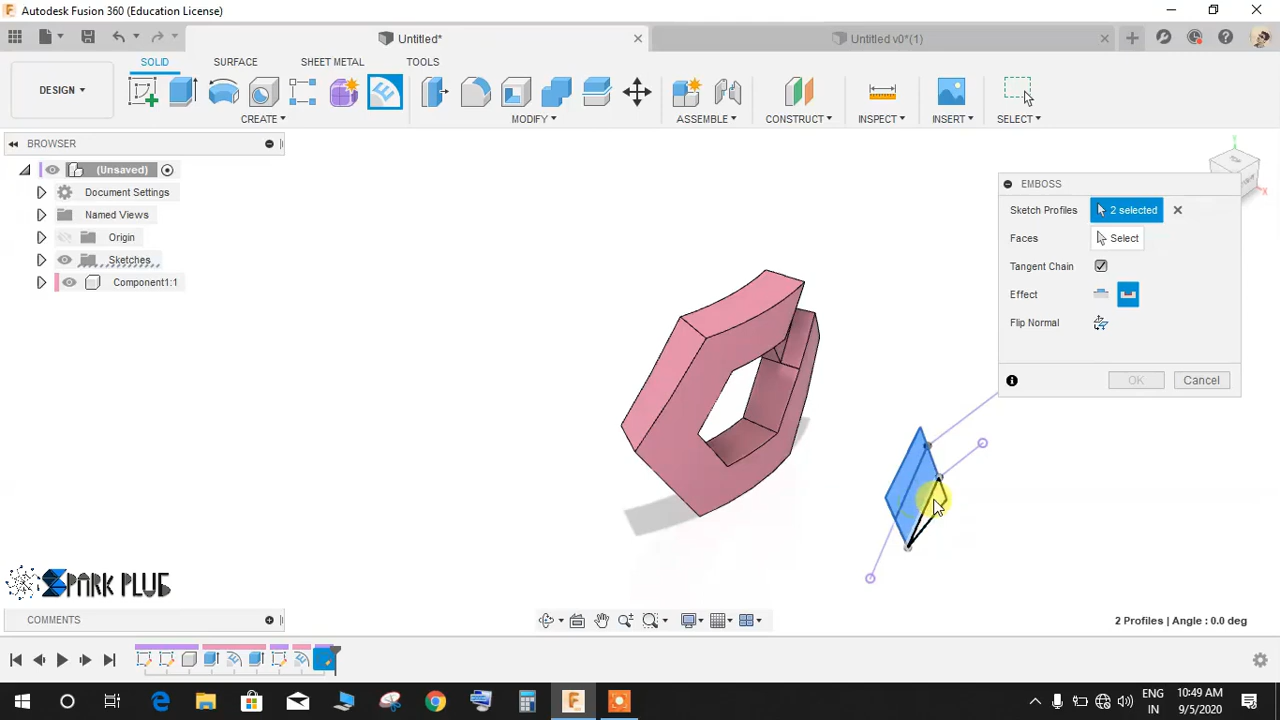 Autodesk Fusion 360 (Education License)
Untitled*
Untitled v0*(1)
SOLID
SURFACE
SHEET METAL
TOOLS
DESIGN
CREATE
MODIFY
ASSEMBLE
CONSTRUCT
INSPECT
INSERT
SELECT
BROWSER
(Unsaved)
Document Settings
Named Views
Origin
Sketches
Component1:1
EMBOSS
Sketch Profiles
2 selected
Faces
Select
Tangent Chain
Effect
Flip Normal
OK
Cancel
SPARK PLUG
COMMENTS
2 Profiles | Angle : 0.0 deg
ENG
IN
10:49 AM
9/5/2020